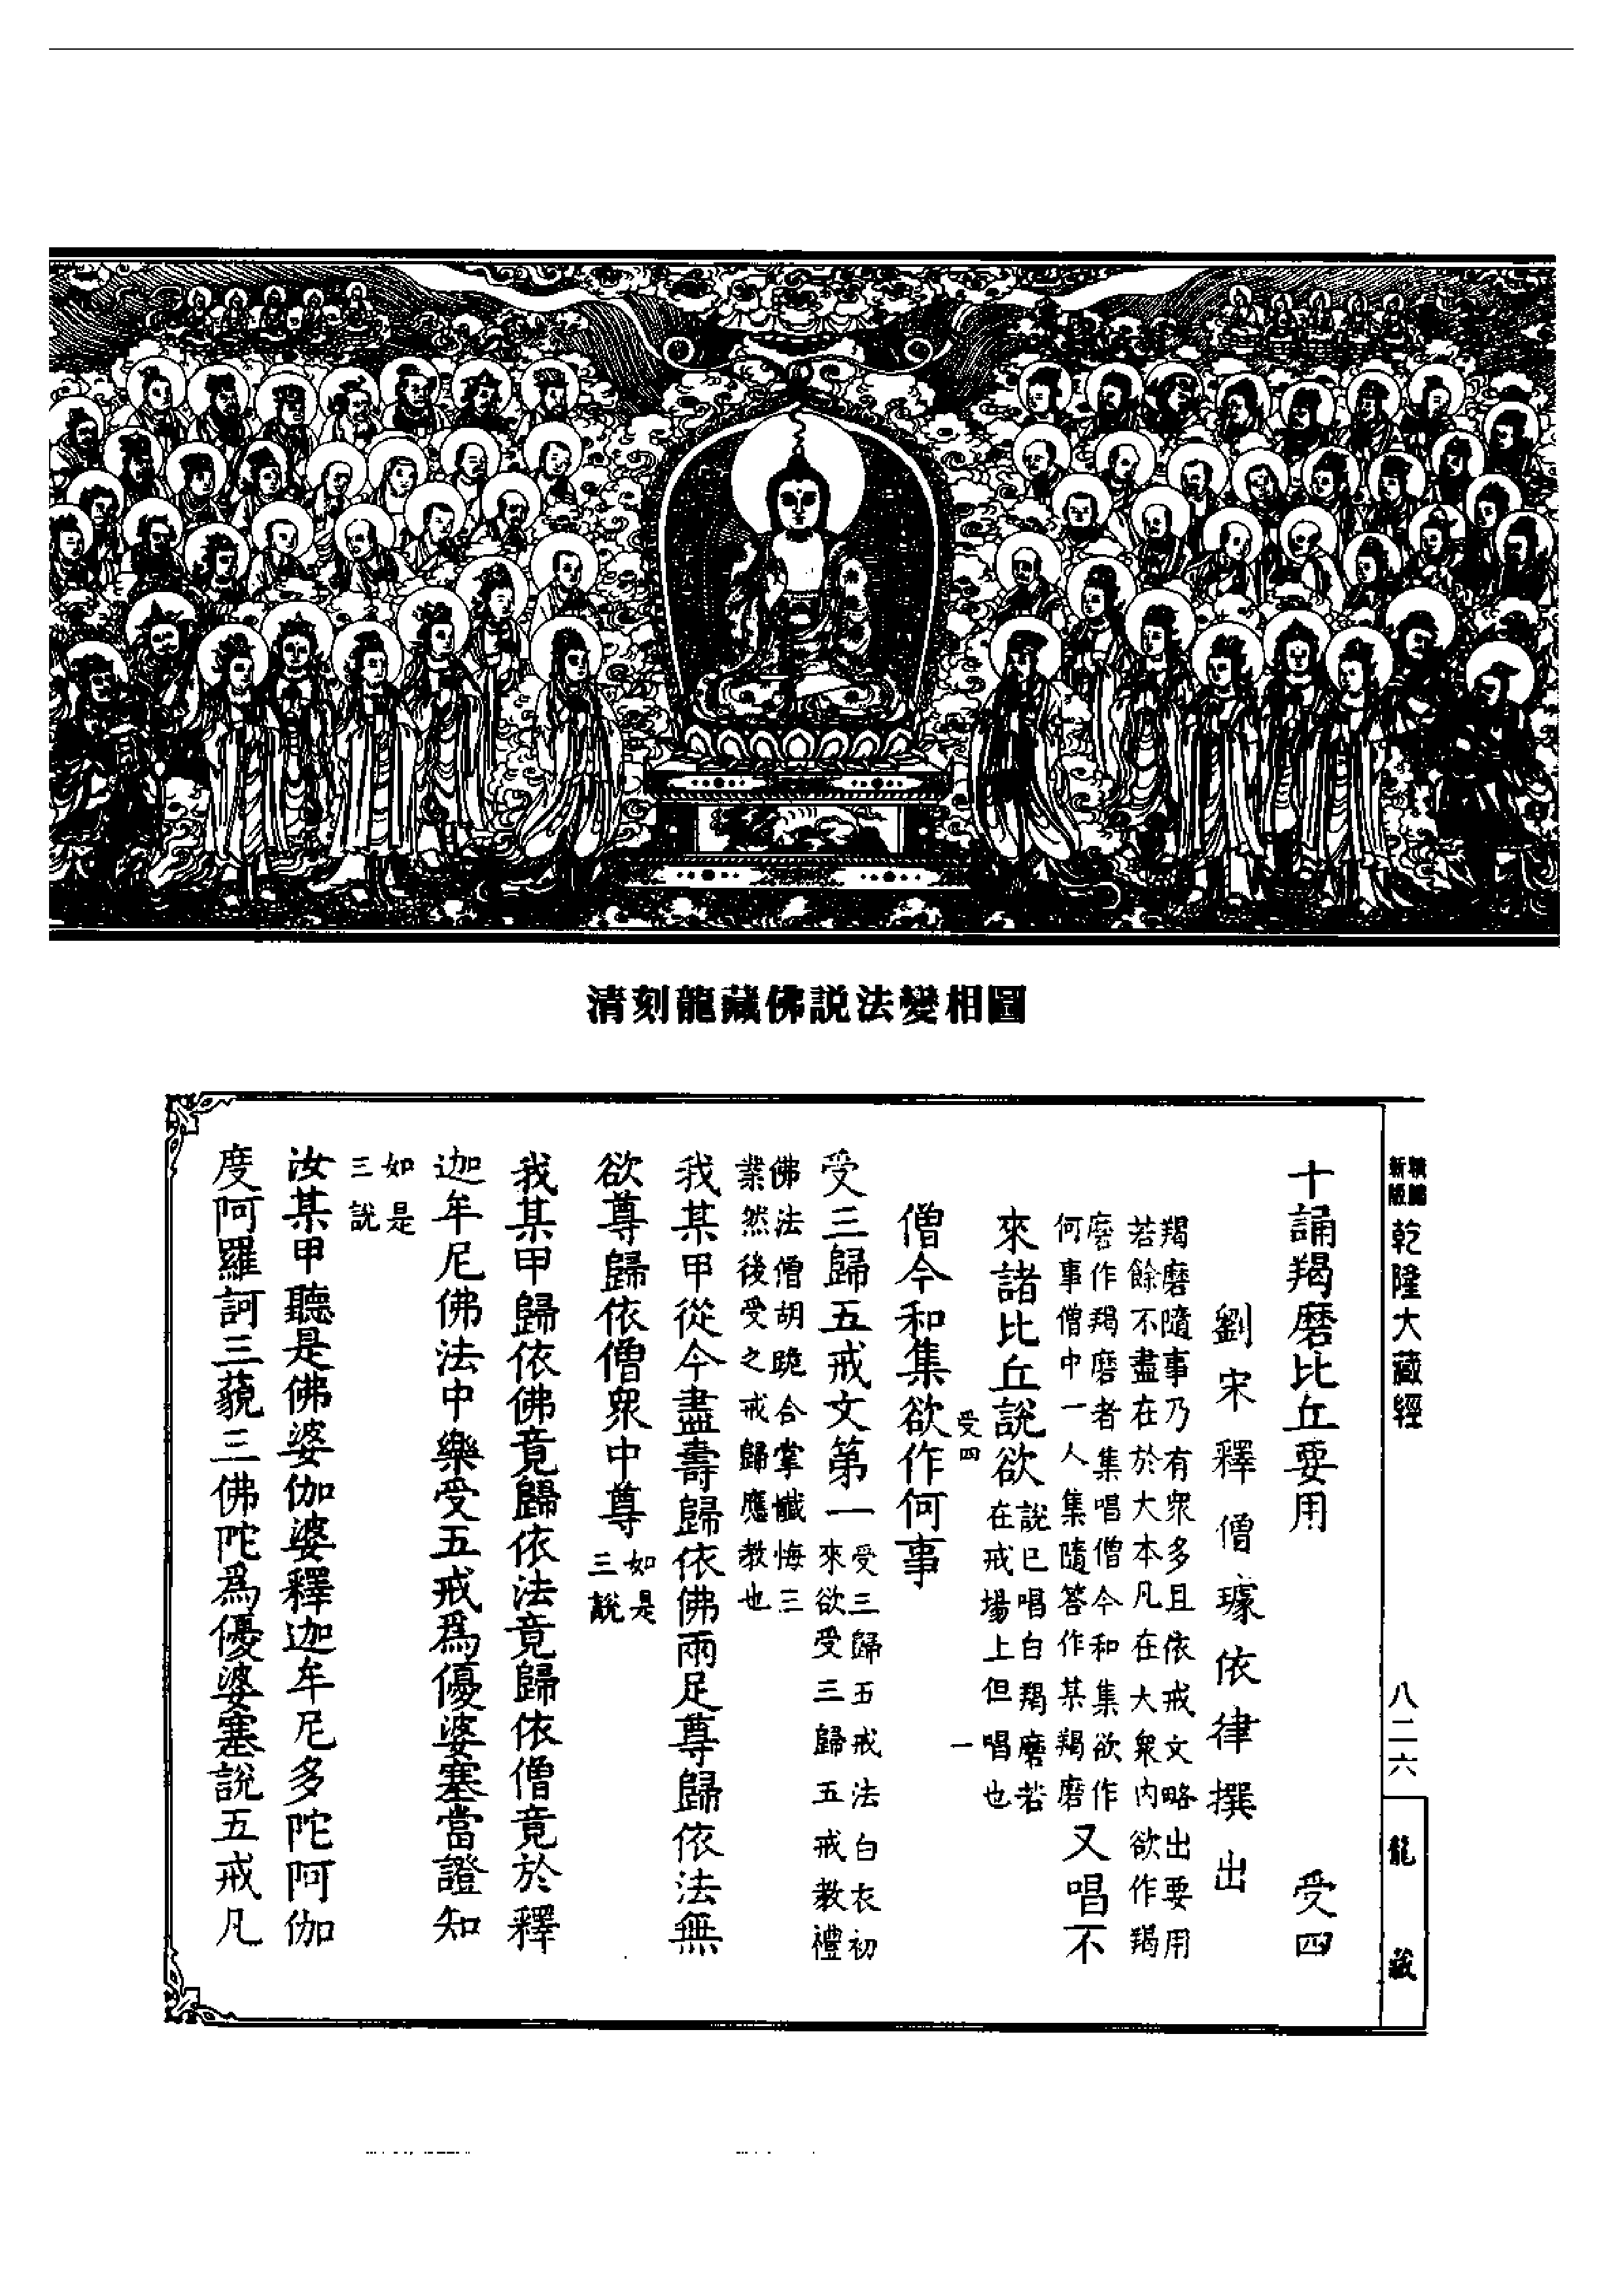 清刻龍藏佛説法變相圖
新版 乾隆大藏經
八二六
龍藏
十誦羯磨比丘要用 受四
劉宋釋僧璩依律撰出
羯磨隨事乃有衆多且依戒文略出要用
若餘不盡在於大本凡在大衆内欲作羯
磨作羯磨者集唱僧今和集欲作
何事僧中一人集隨答作某羯磨
又唱不
來諸比丘説欲
説已唱白羯磨若
在戒場上但唱也
受四 一
僧今和集欲作何事
受三歸五戒文第一
受三歸五戒法白衣初
來欲受三歸五戒教禮
佛法僧胡跪合掌懺悔三
業然後受之戒歸應教也
我某甲從今盡壽歸依佛兩足尊歸依法無
欲尊歸依僧衆中尊
如是
三説
我某甲歸依佛竟歸依法竟歸依僧竟於釋
迦牟尼佛法中樂受五戒爲優婆塞當證知
如是
三説
汝某甲聽是佛婆伽婆釋迦牟尼多陀阿伽
度阿羅訶三藐三佛陀爲優婆塞說五戒凡